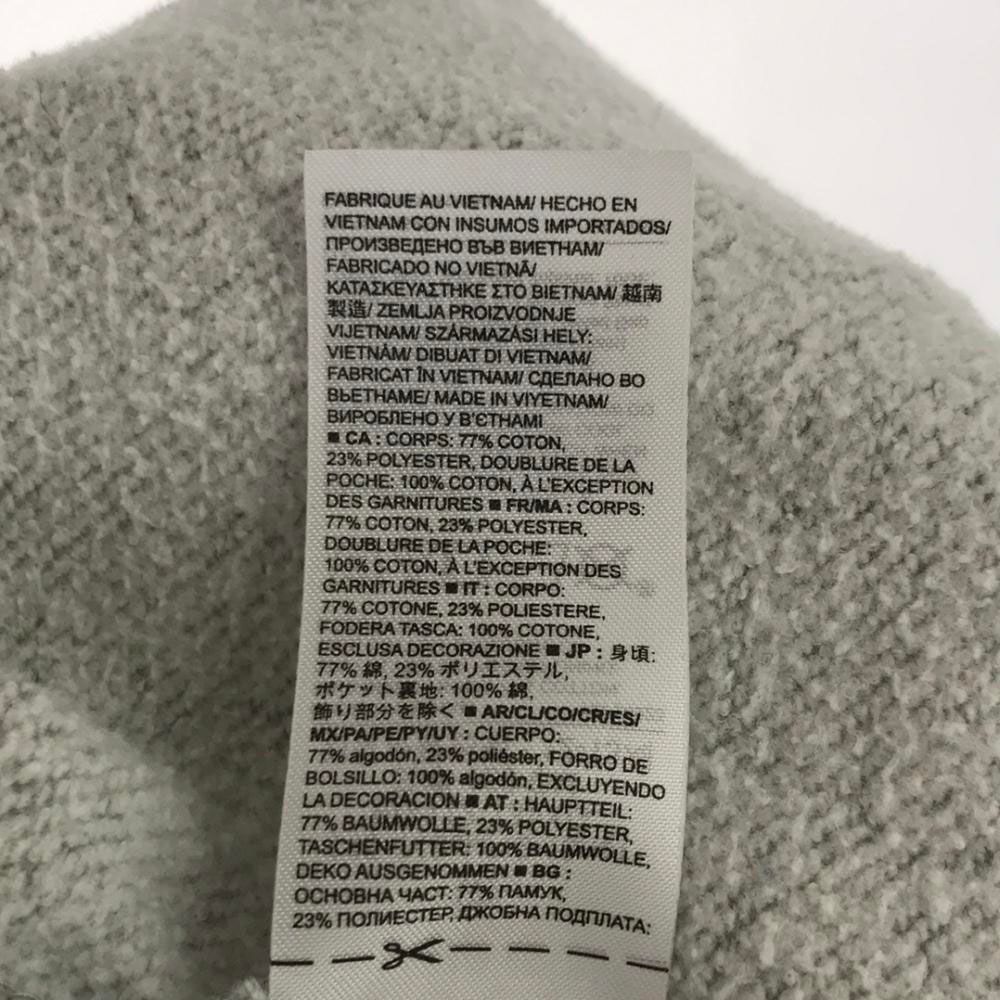 FABRIQUE AU VIETNAM/ HECHO EN
VIETNAM CON INSUMOS IMPORTADOS/
ПРОИЗВЕДЕНО ВЪВ ВИЕТНАМ/
FABRICADO NO VIETNÃ/
ΚΑΤΑΣΚΕΥΑΣΤΗΚΕ ΣΤΟ ΒΙΕΤΝΑΜ/ 越南
製造/ ZEMLJA PROIZVODNJE
VIJETNAM/ SZÁRMAZÁSI HELY:
VIETNÁM/ DIBUAT DI VIETNAM/
FABRICAT ÎN VIETNAM/ СДЕЛАНО ВО
ВЬЕТНАМЕ/ MADE IN VIYETNAM/
ВИРОБЛЕНО У В'ЄТНАМІ
■ CA : CORPS: 77% COTON,
23% POLYESTER, DOUBLURE DE LA
POCHE: 100% COTON, À L'EXCEPTION
DES GARNITURES ■ FR/MA : CORPS:
77% COTON, 23% POLYESTER,
DOUBLURE DE LA POCHE:
100% COTON, À L'EXCEPTION DES
GARNITURES ■ IT : CORPO:
77% COTONE, 23% POLIESTERE,
FODERA TASCA: 100% COTONE,
ESCLUSA DECORAZIONE ■ JP : 身頃:
77% 綿, 23% ポリエステル,
ポケット裏地: 100% 綿,
飾り部分を除く ■ AR/CL/CO/CR/ES/
MX/PA/PE/PY/UY : CUERPO:
77% algodón, 23% poliéster, FORRO DE
BOLSILLO: 100% algodón, EXCLUYENDO
LA DECORACION ■ AT : HAUPTTEIL:
77% BAUMWOLLE, 23% POLYESTER,
TASCHENFUTTER: 100% BAUMWOLLE,
DEKO AUSGENOMMEN ■ BG :
ОСНОВНА ЧАСТ: 77% ПАМУК,
23% ПОЛИЕСТЕР, ДЖОБНА ПОДПЛАТА: